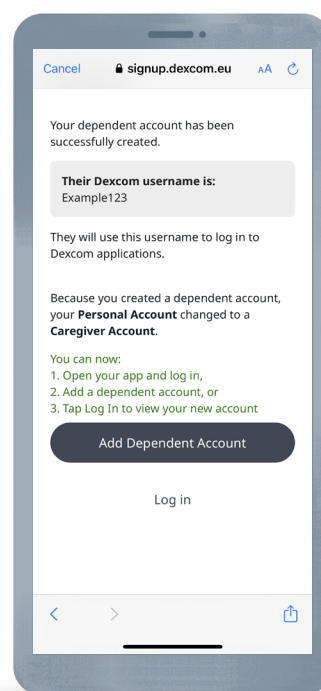 Cancel signup.dexcom.eu AA
Your dependent account has been
successfully created.
Their Dexcom username is:
Example123
They will use this username to log in to
Dexcom applications.
Because you created a dependent account,
your Personal Account changed to a
Caregiver Account.
You can now:
1. Open your app and log in,
2. Add a dependent account, or
3. Tap Log In to view your new account
Add Dependent Account
Log in